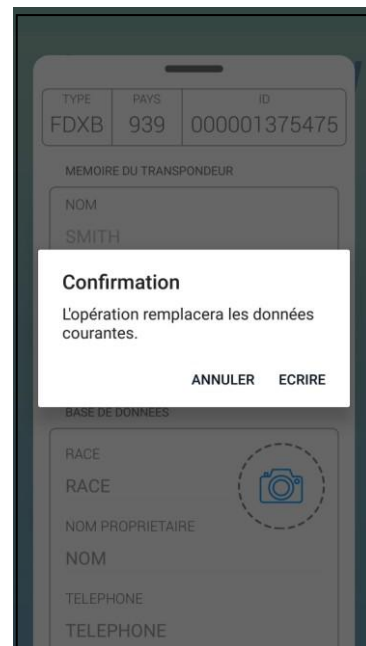 TYPE PAYS ID
FDXB 939 000001375475
MEMOIRE DU TRANSPONDEUR
NOM
SMITH
Confirmation
L'opération remplacera les données
courantes.
ANNULER ECRIRE
BASE DE DONNEES
RACE
RACE
NOM PROPRIETAIRE
NOM
TELEPHONE
TELEPHONE